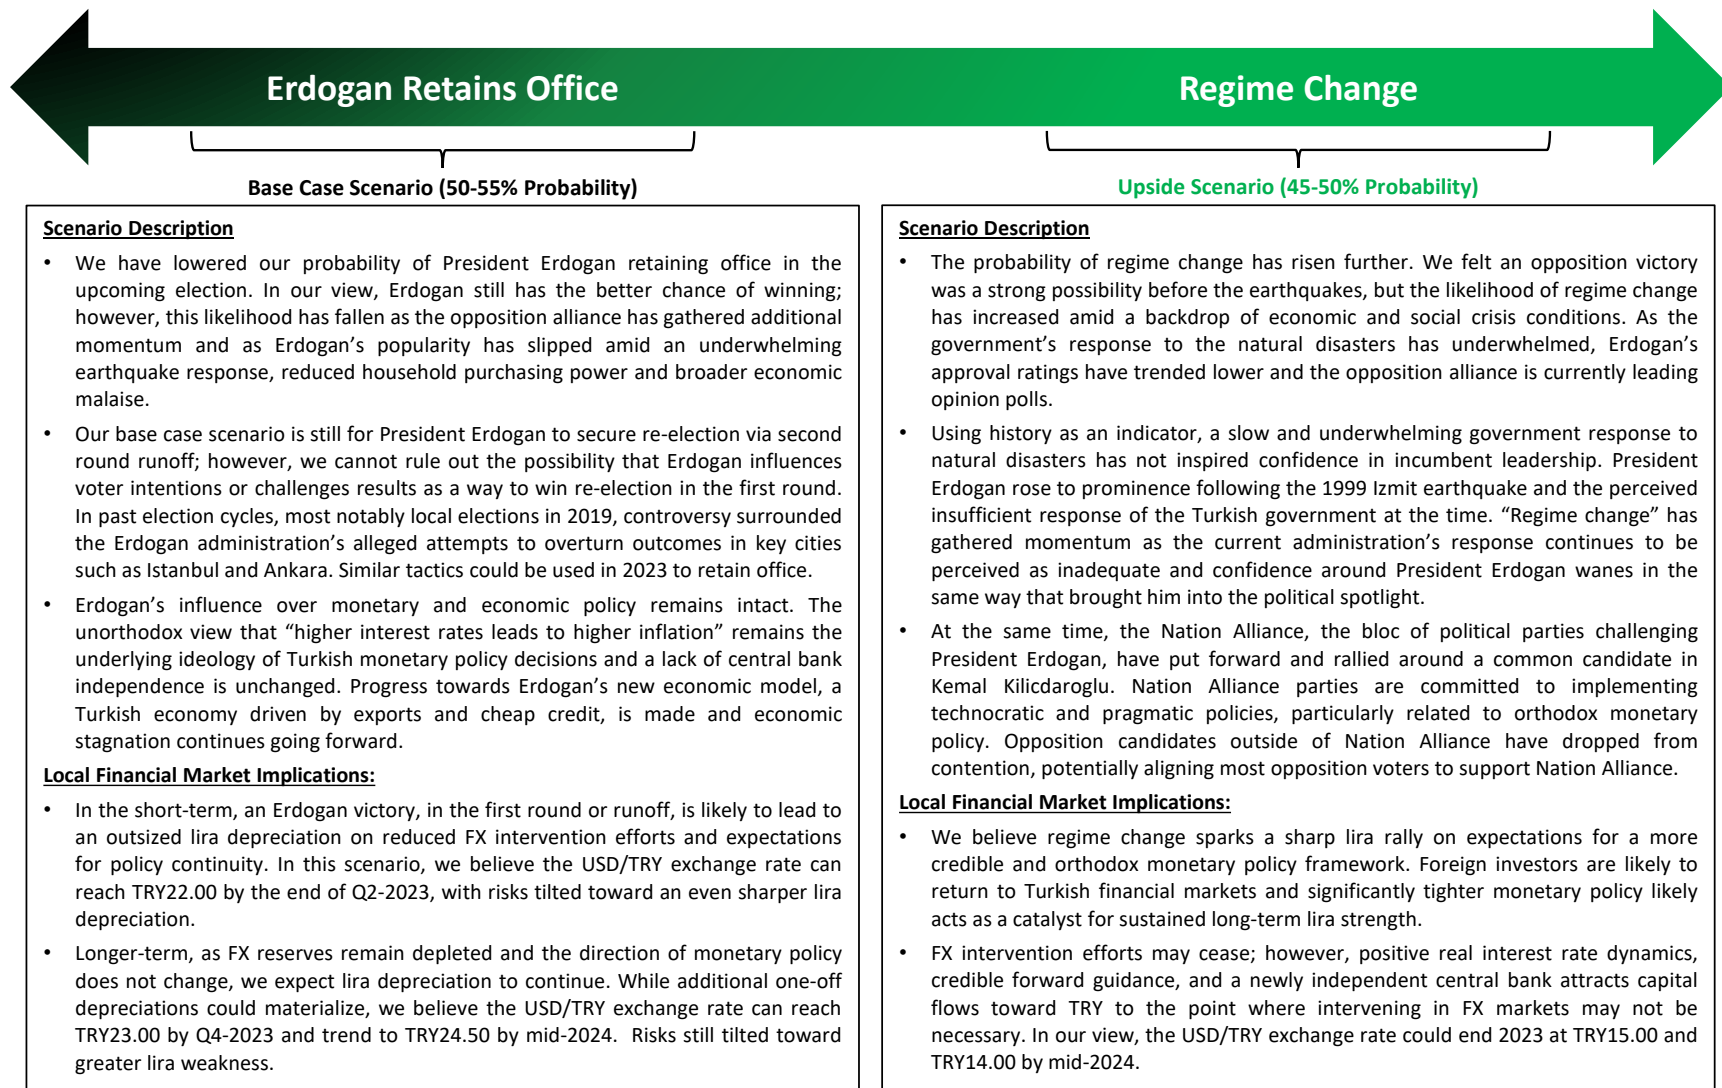 Erdogan Retains Office
Regime Change
Base Case Scenario (50-55% Probability)
Upside Scenario (45-50% Probability)
Scenario Description
• We have lowered our probability of President Erdogan retaining office in the
upcoming election. In our view, Erdogan still has the better chance of winning;
however, this likelihood has fallen as the opposition alliance has gathered additional
momentum and as Erdogan’s popularity has slipped amid an underwhelming
earthquake response, reduced household purchasing power and broader economic
malaise.
• Our base case scenario is still for President Erdogan to secure re-election via second
round runoff; however, we cannot rule out the possibility that Erdogan influences
voter intentions or challenges results as a way to win re-election in the first round.
In past election cycles, most notably local elections in 2019, controversy surrounded
the Erdogan administration’s alleged attempts to overturn outcomes in key cities
such as Istanbul and Ankara. Similar tactics could be used in 2023 to retain office.
• Erdogan’s influence over monetary and economic policy remains intact. The
unorthodox view that “higher interest rates leads to higher inflation” remains the
underlying ideology of Turkish monetary policy decisions and a lack of central bank
independence is unchanged. Progress towards Erdogan’s new economic model, a
Turkish economy driven by exports and cheap credit, is made and economic
stagnation continues going forward.
Local Financial Market Implications:
• In the short-term, an Erdogan victory, in the first round or runoff, is likely to lead to
an outsized lira depreciation on reduced FX intervention efforts and expectations
for policy continuity. In this scenario, we believe the USD/TRY exchange rate can
reach TRY22.00 by the end of Q2-2023, with risks tilted toward an even sharper lira
depreciation.
• Longer-term, as FX reserves remain depleted and the direction of monetary policy
does not change, we expect lira depreciation to continue. While additional one-off
depreciations could materialize, we believe the USD/TRY exchange rate can reach
TRY23.00 by Q4-2023 and trend to TRY24.50 by mid-2024. Risks still tilted toward
greater lira weakness.
Scenario Description
• The probability of regime change has risen further. We felt an opposition victory
was a strong possibility before the earthquakes, but the likelihood of regime change
has increased amid a backdrop of economic and social crisis conditions. As the
government’s response to the natural disasters has underwhelmed, Erdogan’s
approval ratings have trended lower and the opposition alliance is currently leading
opinion polls.
• Using history as an indicator, a slow and underwhelming government response to
natural disasters has not inspired confidence in incumbent leadership. President
Erdogan rose to prominence following the 1999 Izmit earthquake and the perceived
insufficient response of the Turkish government at the time. “Regime change” has
gathered momentum as the current administration’s response continues to be
perceived as inadequate and confidence around President Erdogan wanes in the
same way that brought him into the political spotlight.
• At the same time, the Nation Alliance, the bloc of political parties challenging
President Erdogan, have put forward and rallied around a common candidate in
Kemal Kilicdaroglu. Nation Alliance parties are committed to implementing
technocratic and pragmatic policies, particularly related to orthodox monetary
policy. Opposition candidates outside of Nation Alliance have dropped from
contention, potentially aligning most opposition voters to support Nation Alliance.
Local Financial Market Implications:
• We believe regime change sparks a sharp lira rally on expectations for a more
credible and orthodox monetary policy framework. Foreign investors are likely to
return to Turkish financial markets and significantly tighter monetary policy likely
acts as a catalyst for sustained long-term lira strength.
• FX intervention efforts may cease; however, positive real interest rate dynamics,
credible forward guidance, and a newly independent central bank attracts capital
flows toward TRY to the point where intervening in FX markets may not be
necessary. In our view, the USD/TRY exchange rate could end 2023 at TRY15.00 and
TRY14.00 by mid-2024.